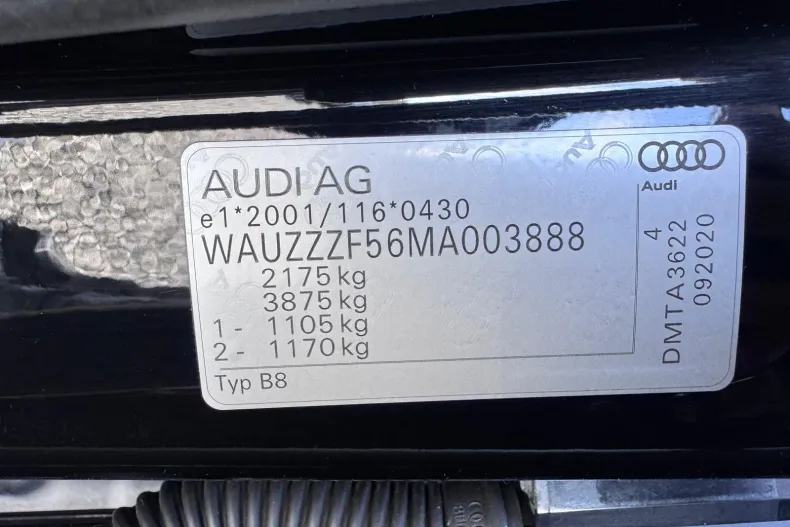 AUDI AG
e1*2001/116*0430
WAUZZZF56MA003888
2175 kg
3875 kg
1 - 1105 kg
2 - 1170 kg
Typ B8
Audi
4
DMTA3622
092020